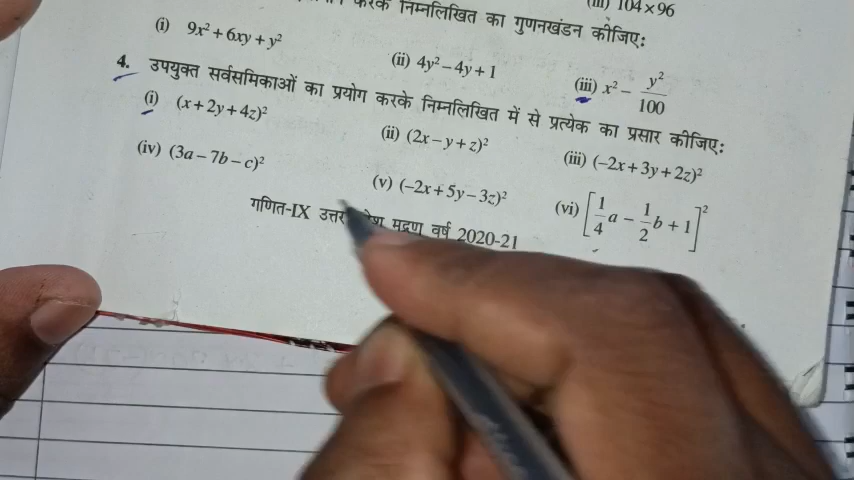 (iii) 104×96
करके निम्नलिखित का गुणनखंडन कीजिए:
(i) 9x² + 6xy + y²
(ii) 4y² – 4y + 1
(iii) x² – y²/100
4. उपयुक्त सर्वसमिकाओं का प्रयोग करके निम्नलिखित में से प्रत्येक का प्रसार कीजिए:
(i) (x + 2y + 4z)²
(ii) (2x – y + z)²
(iii) (–2x + 3y + 2z)²
(iv) (3a – 7b – c)²
(v) (–2x + 5y – 3z)²
(vi) [1/4 a – 1/2 b + 1]²
गणित-IX उत्तर मुद्रण वर्ष 2020-21